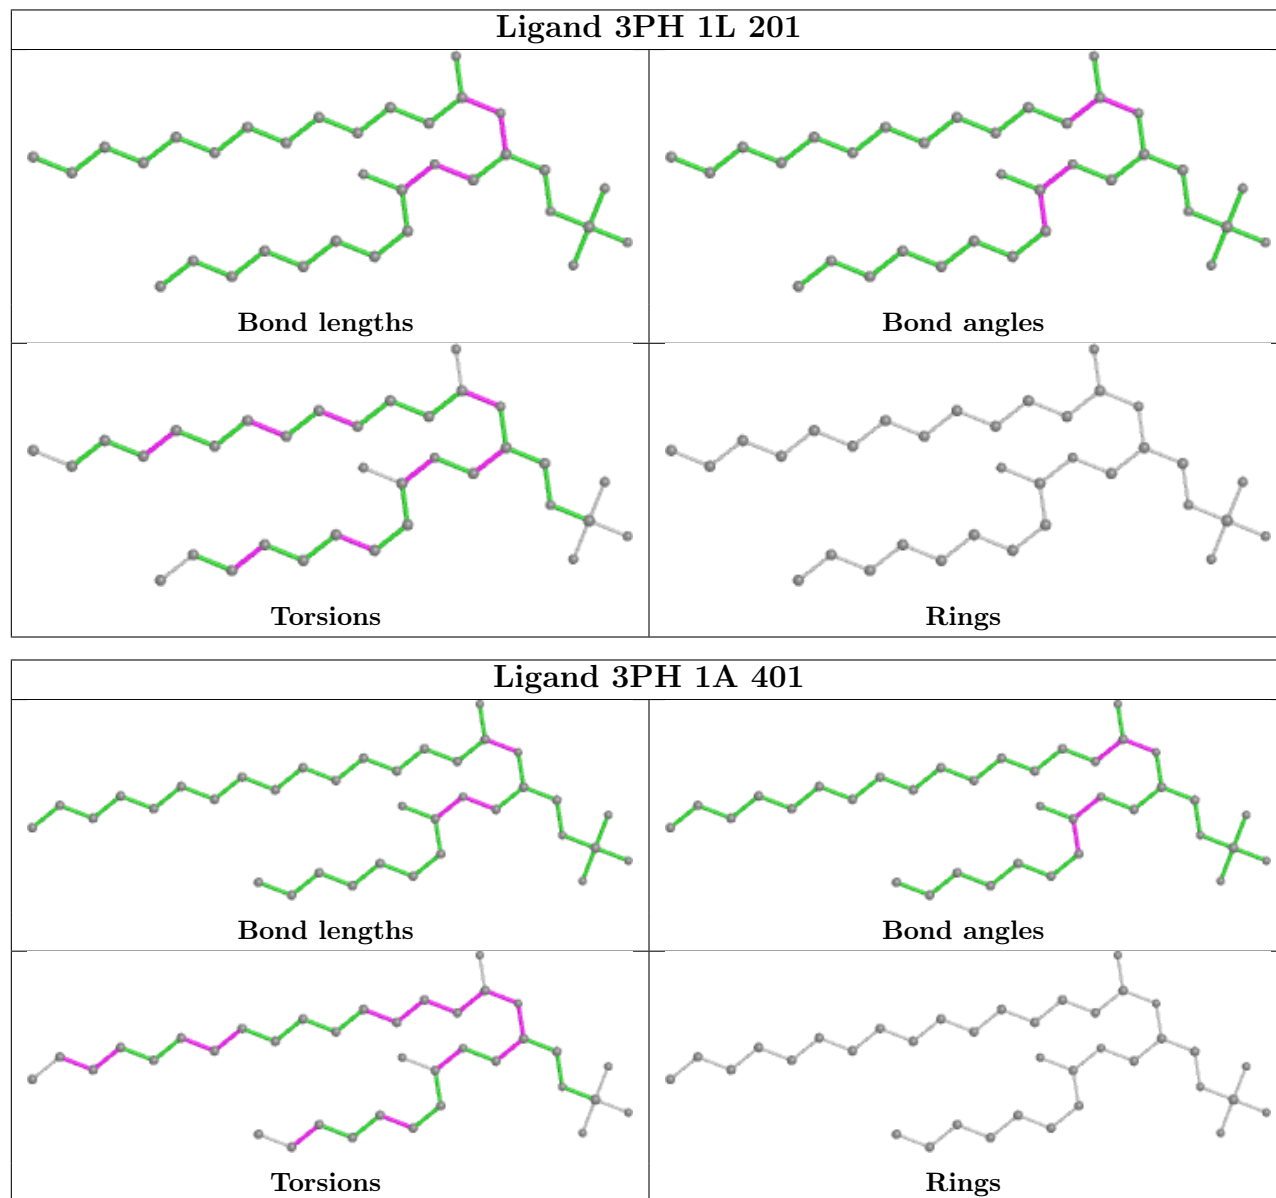 Ligand 3PH 1L 201
Bond lengths
Bond angles
Torsions
Rings
Ligand 3PH 1A 401
Bond lengths
Bond angles
Torsions
Rings